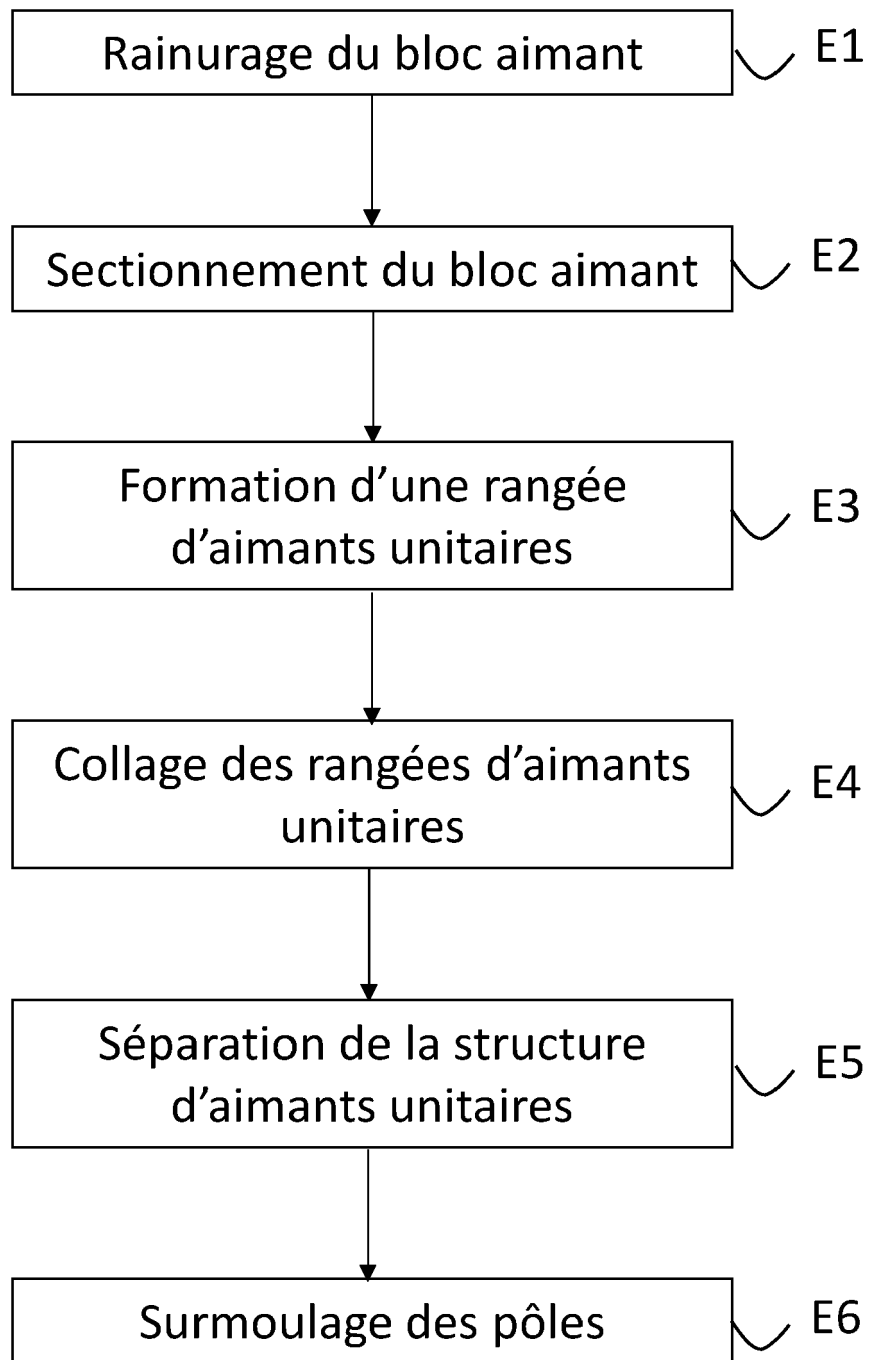 Rainurage du bloc aimant
E1
Sectionnement du bloc aimant
E2
Formation d’une rangée
d’aimants unitaires
E3
Collage des rangées d’aimants
unitaires
E4
Séparation de la structure
d’aimants unitaires
E5
Surmoulage des pôles
E6